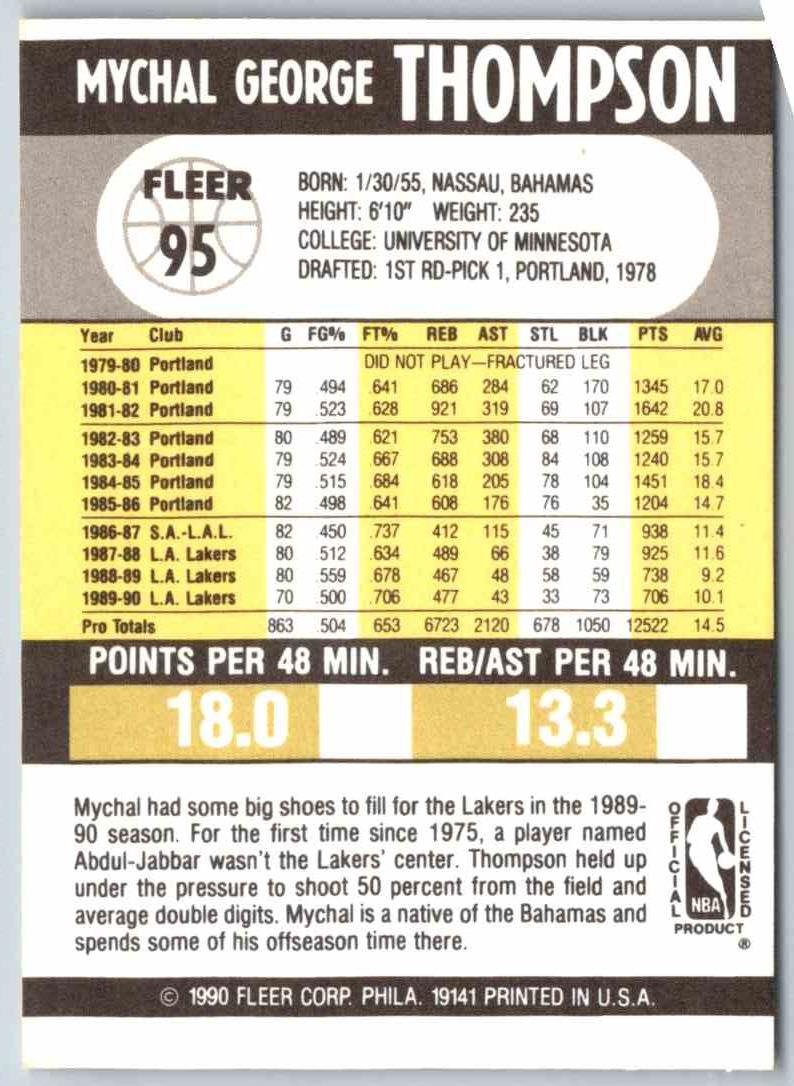 MYCHAL GEORGE THOMPSON
FLEER
95
BORN: 1/30/55, NASSAU, BAHAMAS
HEIGHT: 6'10" WEIGHT: 235
COLLEGE: UNIVERSITY OF MINNESOTA
DRAFTED: 1ST RD-PICK 1, PORTLAND, 1978
Year Club G FG% FT% REB AST STL BLK PTS AVG
1979-80 Portland DID NOT PLAY—FRACTURED LEG
1980-81 Portland 79 .494 .641 686 284 62 170 1345 17.0
1981-82 Portland 79 .523 .628 921 319 69 107 1642 20.8
1982-83 Portland 80 .489 .621 753 380 68 110 1259 15.7
1983-84 Portland 79 .524 .667 688 308 84 108 1240 15.7
1984-85 Portland 79 .515 .684 618 205 78 104 1451 18.4
1985-86 Portland 82 .498 .641 608 176 76 35 1204 14.7
1986-87 S.A.-L.A.L. 82 .450 .737 412 115 45 71 938 11.4
1987-88 L.A. Lakers 80 .512 .634 489 66 38 79 925 11.6
1988-89 L.A. Lakers 80 .559 .678 467 48 58 59 738 9.2
1989-90 L.A. Lakers 70 .500 .706 477 43 33 73 706 10.1
Pro Totals 863 .504 .653 6723 2120 678 1050 12522 14.5
POINTS PER 48 MIN. REB/AST PER 48 MIN.
18.0 13.3
Mychal had some big shoes to fill for the Lakers in the 1989-
90 season. For the first time since 1975, a player named
Abdul-Jabbar wasn't the Lakers' center. Thompson held up
under the pressure to shoot 50 percent from the field and
average double digits. Mychal is a native of the Bahamas and
spends some of his offseason time there.
OFFICIAL
LICENSED
NBA
PRODUCT
®
© 1990 FLEER CORP. PHILA. 19141 PRINTED IN U.S.A.